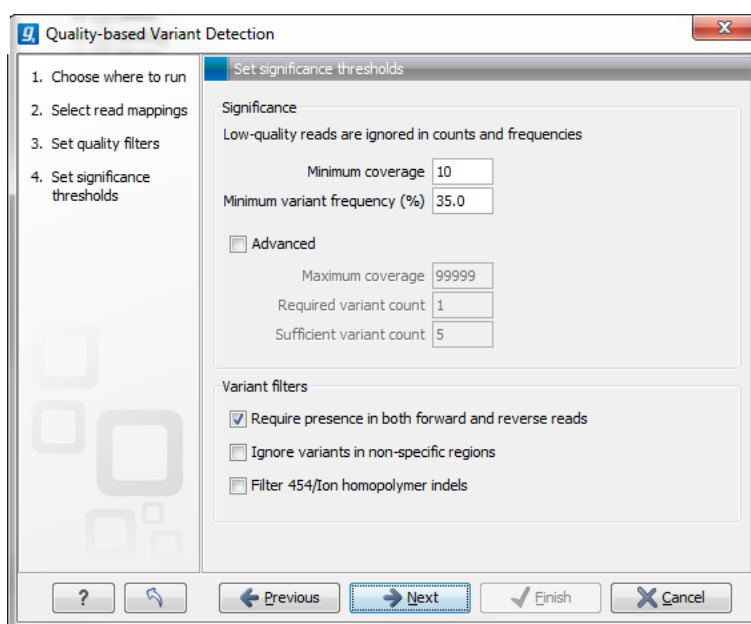 Quality-based Variant Detection
1. Choose where to run
2. Select read mappings
3. Set quality filters
4. Set significance
thresholds
Set significance thresholds
Significance
Low-quality reads are ignored in counts and frequencies
Minimum coverage 10
Minimum variant frequency (%) 35.0
Advanced
Maximum coverage 99999
Required variant count 1
Sufficient variant count 5
Variant filters
Require presence in both forward and reverse reads
Ignore variants in non-specific regions
Filter 454/Ion homopolymer indels
? Previous Next Finish Cancel